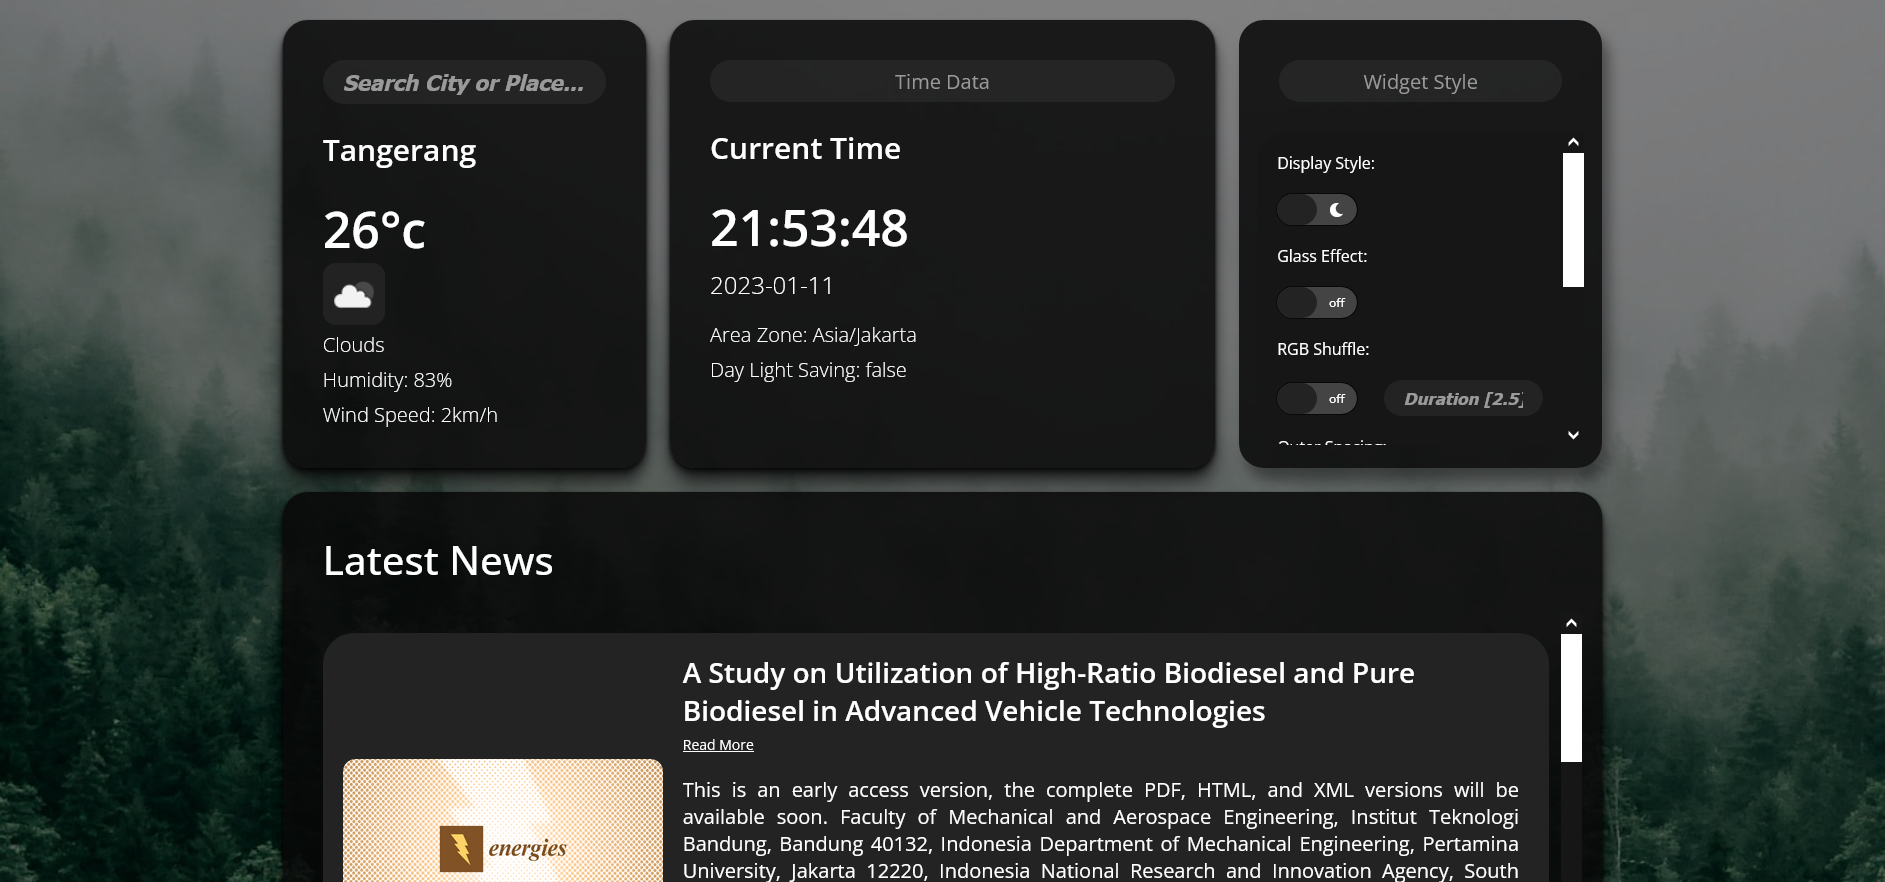 Search City or Place...
Tangerang
26°c
Clouds
Humidity: 83%
Wind Speed: 2km/h
Time Data
Current Time
21:53:48
2023-01-11
Area Zone: Asia/Jakarta
Day Light Saving: false
Widget Style
Display Style:
Glass Effect:
off
RGB Shuffle:
off
Duration [2.5]
Outer Spacing:
Latest News
A Study on Utilization of High-Ratio Biodiesel and Pure
Biodiesel in Advanced Vehicle Technologies
Read More
energies
This is an early access version, the complete PDF, HTML, and XML versions will be
available soon. Faculty of Mechanical and Aerospace Engineering, Institut Teknologi
Bandung, Bandung 40132, Indonesia Department of Mechanical Engineering, Pertamina
University, Jakarta 12220, Indonesia National Research and Innovation Agency, South